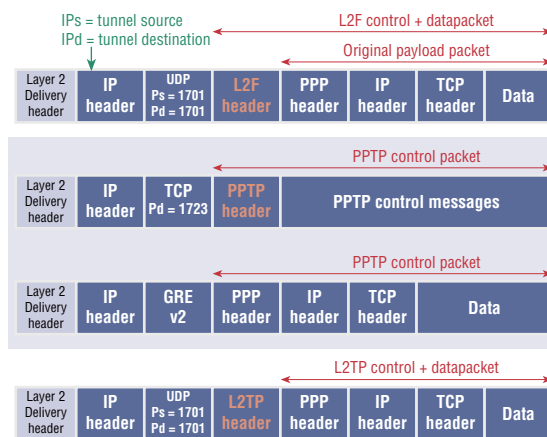 IPs = tunnel source
IPd = tunnel destination
L2F control + datapacket
Original payload packet
Layer 2
Delivery
header
IP
header
UDP
Ps = 1701
Pd = 1701
L2F
header
PPP
header
IP
header
TCP
header
Data
PPTP control packet
Layer 2
Delivery
header
IP
header
TCP
Pd = 1723
PPTP
header
PPTP control messages
PPTP control packet
Layer 2
Delivery
header
IP
header
GRE
v2
PPP
header
IP
header
TCP
header
Data
L2TP control + datapacket
Layer 2
Delivery
header
IP
header
UDP
Ps = 1701
Pd = 1701
L2TP
header
PPP
header
IP
header
TCP
header
Data